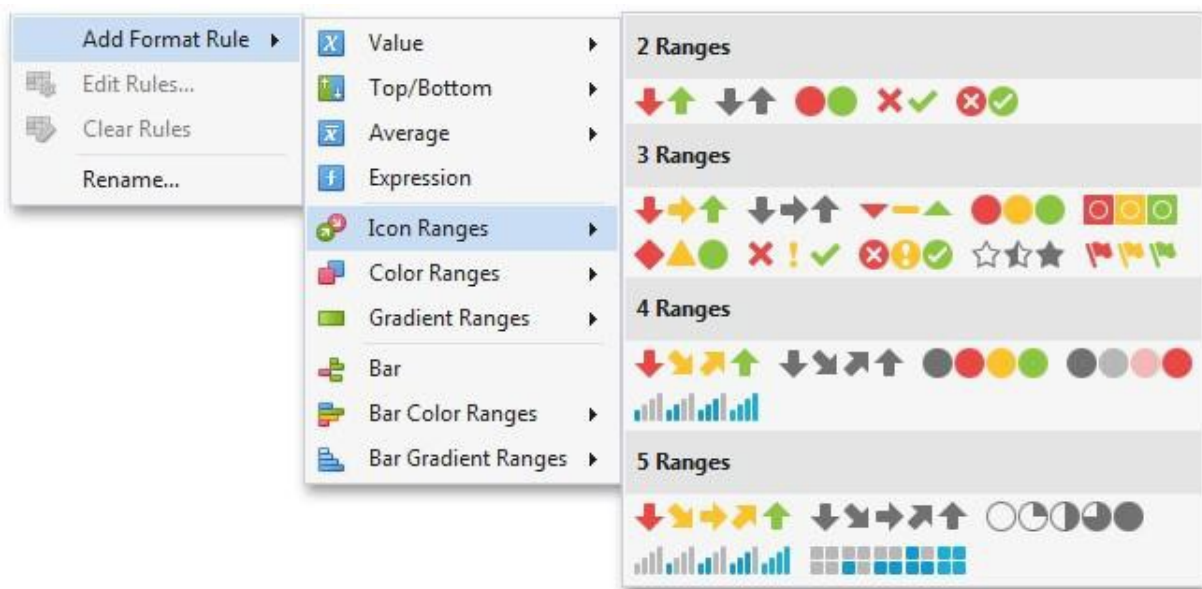 Add Format Rule
Edit Rules...
Clear Rules
Rename...
Value
Top/Bottom
Average
Expression
Icon Ranges
Color Ranges
Gradient Ranges
Bar
Bar Color Ranges
Bar Gradient Ranges
2 Ranges
3 Ranges
4 Ranges
5 Ranges